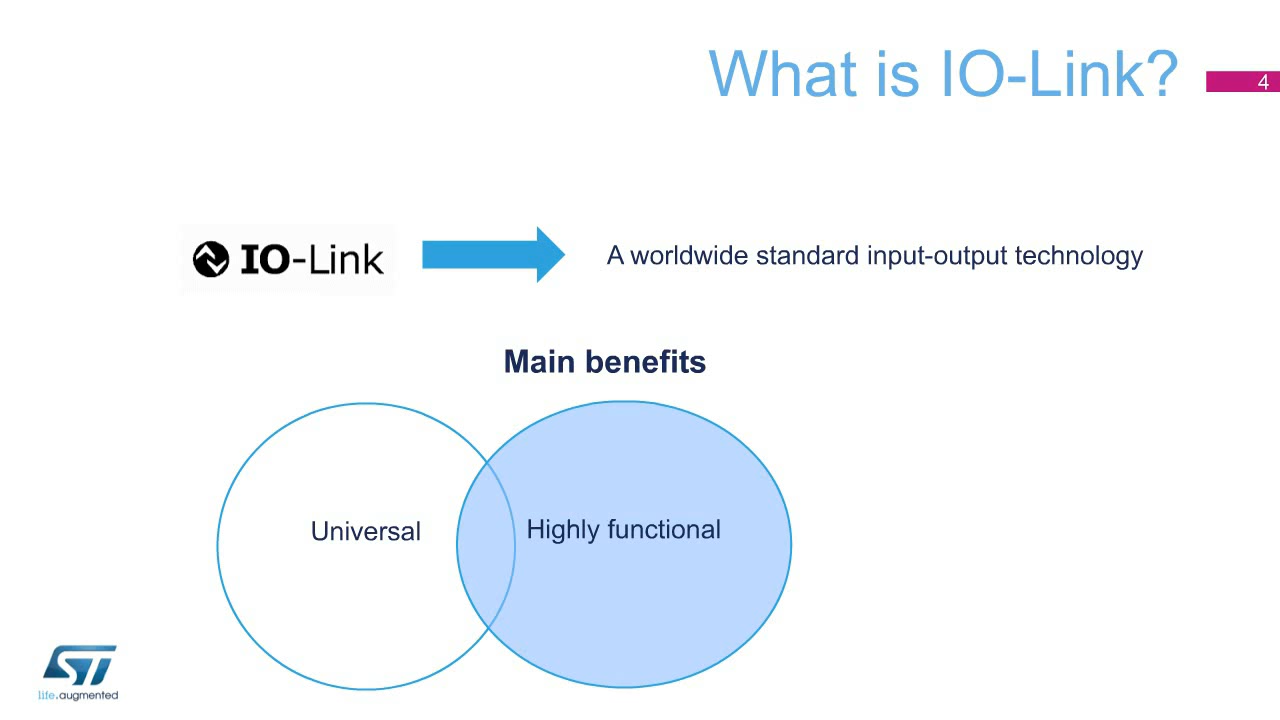 What is IO-Link?
4
IO-Link
A worldwide standard input-output technology
Main benefits
Universal
Highly functional
ST
life.augmented